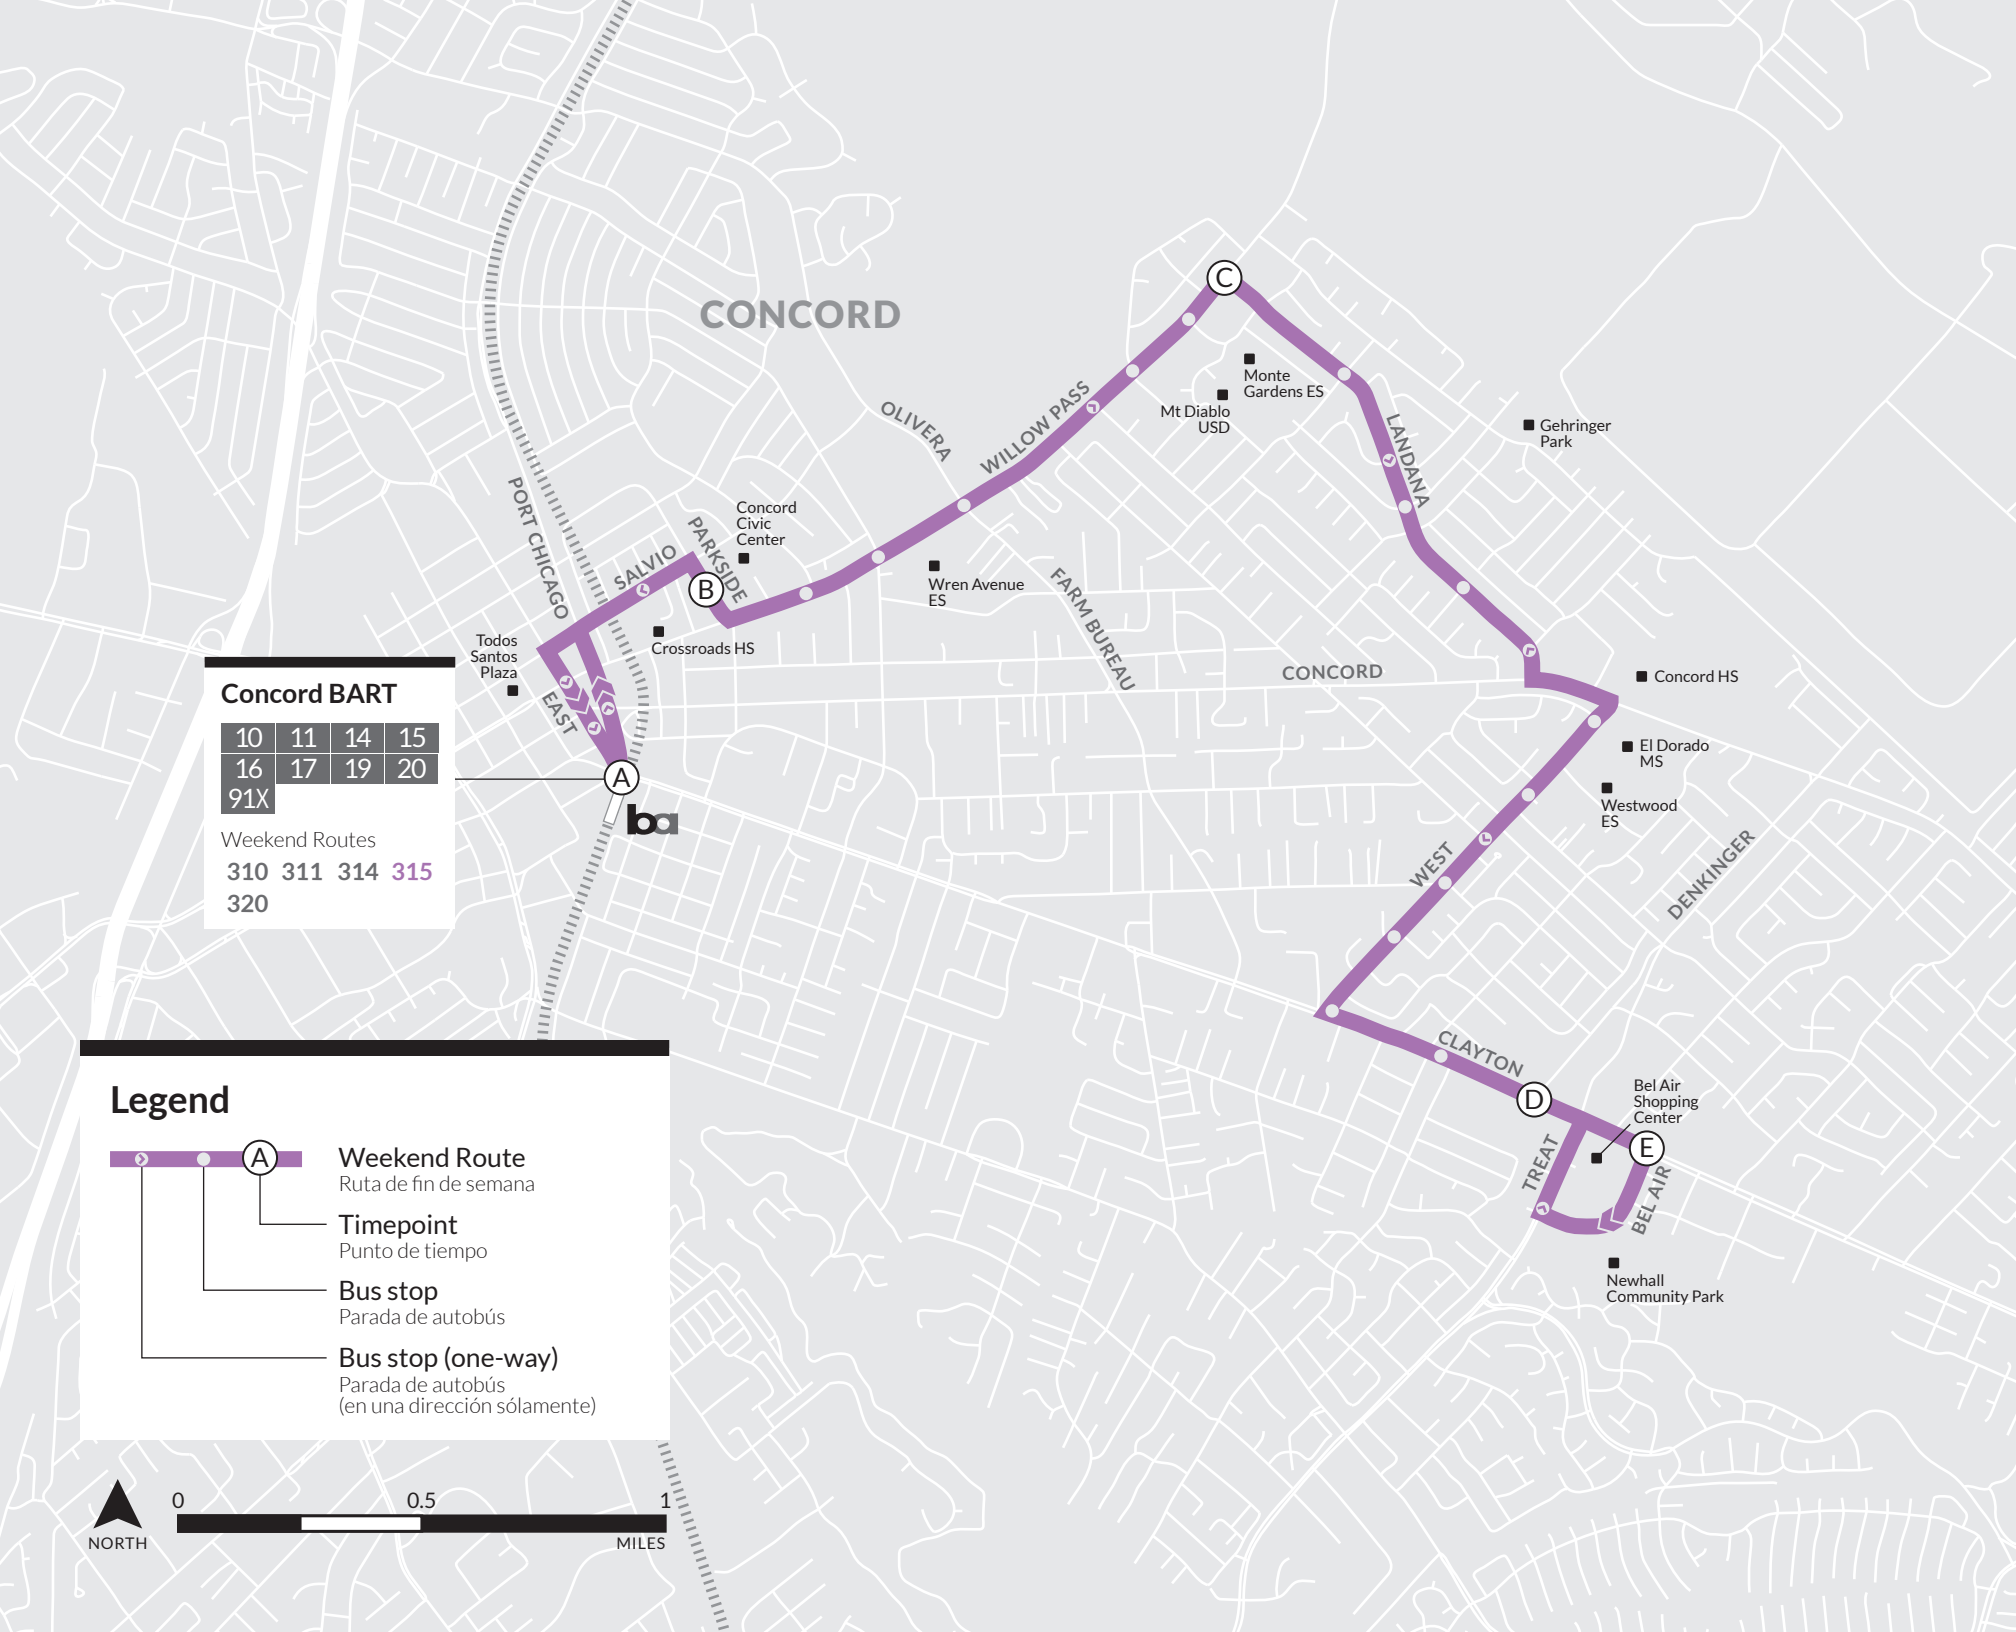 CONCORD
C
Monte
Gardens ES
Mt Diablo
USD
WILLOW PASS
OLIVERA
LANDANA
Gehringer
Park
PORT CHICAGO
Concord
Civic
Center
PARKSIDE
SALVIO
B
Wren Avenue
ES
FARM BUREAU
Crossroads HS
Todos
Santos
Plaza
EAST
CONCORD
Concord HS
El Dorado
MS
Westwood
ES
A
ba
Concord BART
10 11 14 15
16 17 19 20
91X
Weekend Routes
310 311 314 315
320
WEST
DENKINGER
CLAYTON
D
Bel Air
Shopping
Center
E
TREAT
BEL AIR
Newhall
Community Park
Legend
A
Weekend Route
Ruta de fin de semana
Timepoint
Punto de tiempo
Bus stop
Parada de autobús
Bus stop (one-way)
Parada de autobús
(en una dirección sólamente)
0 0.5 1
NORTH
MILES